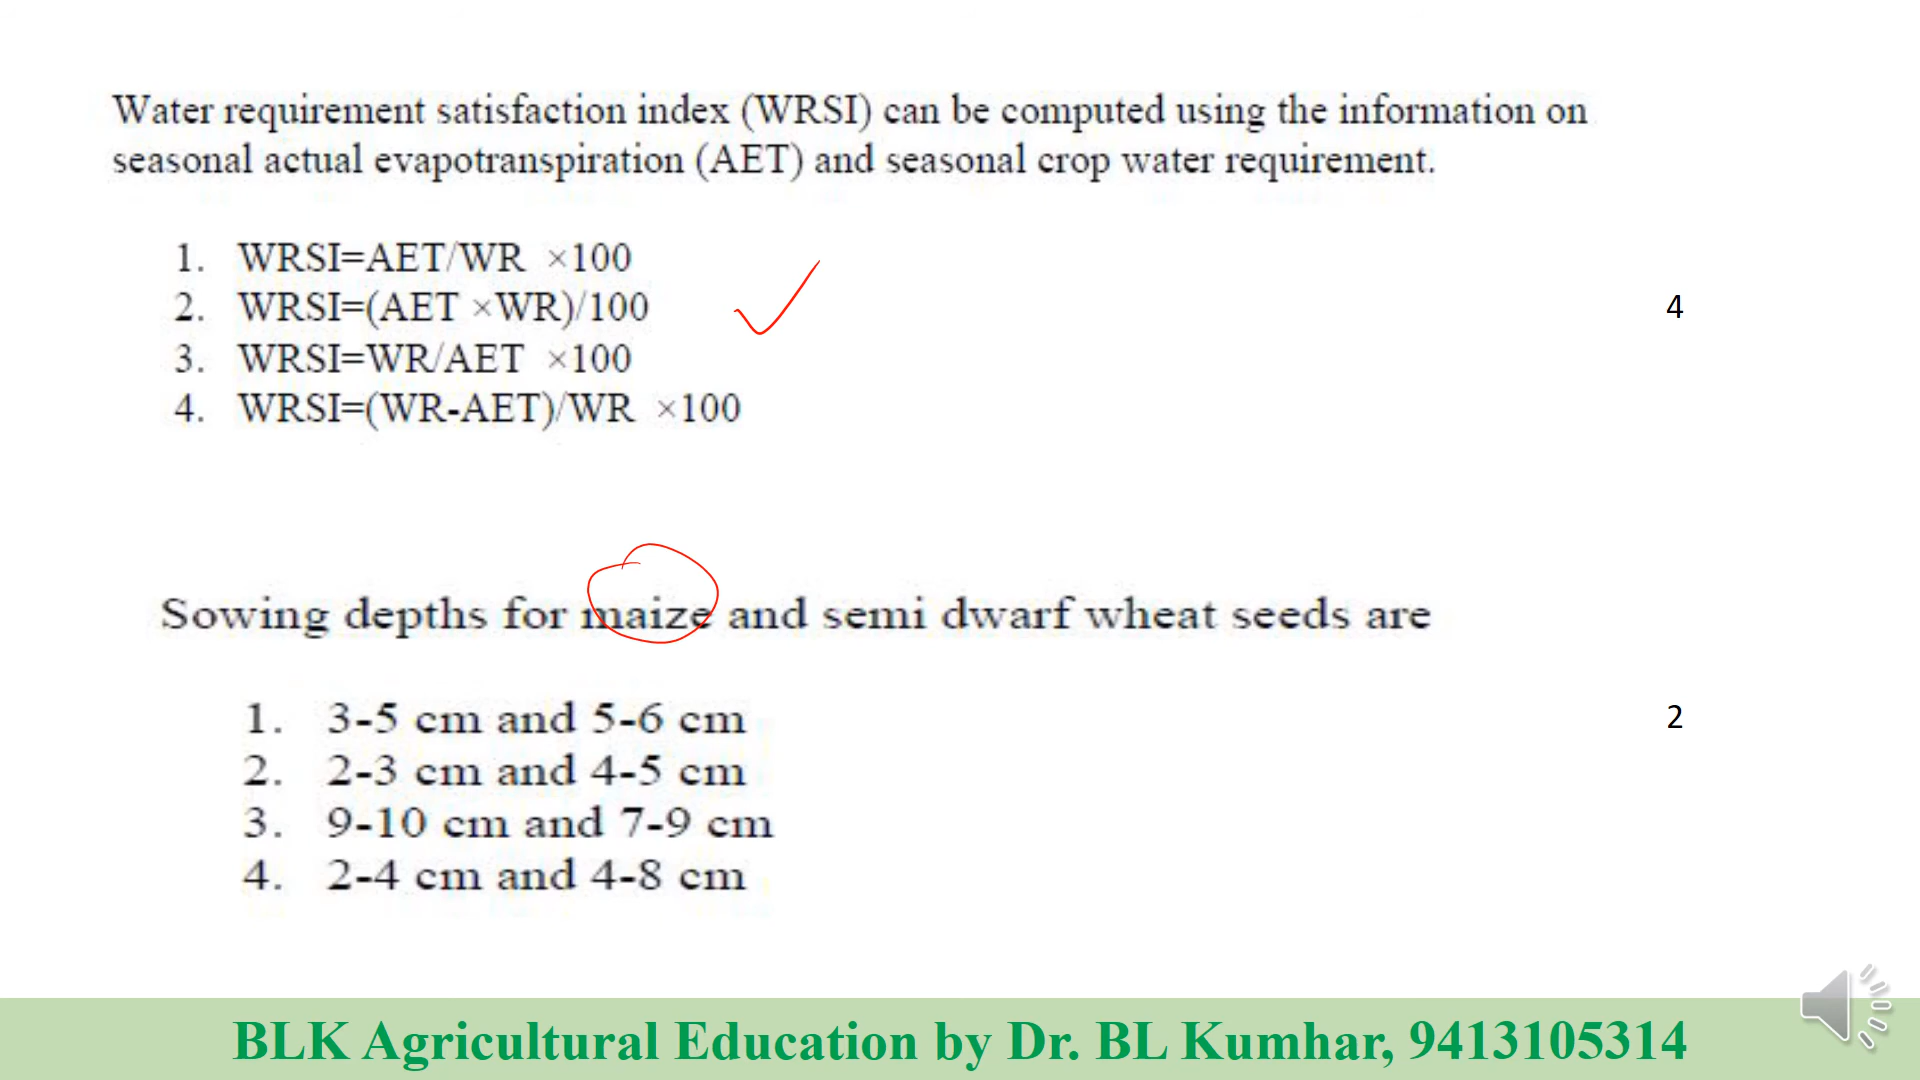 Water requirement satisfaction index (WRSI) can be computed using the information on
seasonal actual evapotranspiration (AET) and seasonal crop water requirement.
1. WRSI=AET/WR ×100
2. WRSI=(AET ×WR)/100
4
3. WRSI=WR/AET ×100
4. WRSI=(WR-AET)/WR ×100
Sowing depths for maize and semi dwarf wheat seeds are
1. 3-5 cm and 5-6 cm
2
2. 2-3 cm and 4-5 cm
3. 9-10 cm and 7-9 cm
4. 2-4 cm and 4-8 cm
BLK Agricultural Education by Dr. BL Kumhar, 9413105314